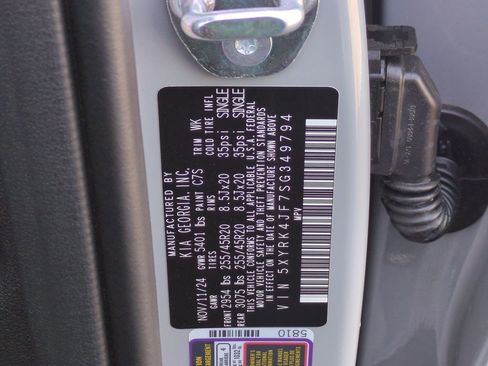 MANUFACTURED BY
KIA GEORGIA, INC.
NOV/11/24 GVWR 5401 lbs PAINT C7S TRIM WK
TIRES RIMS COLD TIRE INFL
FRONT 2954 lbs 255/45R20 8.5Jx20 35psi SINGLE
REAR 3075 lbs 255/45R20 8.5Jx20 35psi SINGLE
THIS VEHICLE CONFORMS TO ALL APPLICABLE U.S.A. FEDERAL
MOTOR VEHICLE SAFETY, BUMPER, AND THEFT PREVENTION STANDARDS
IN EFFECT ON THE DATE OF MANUFACTURE SHOWN ABOVE.
VIN 5XYRK4JF7SG349794
MPV
5810